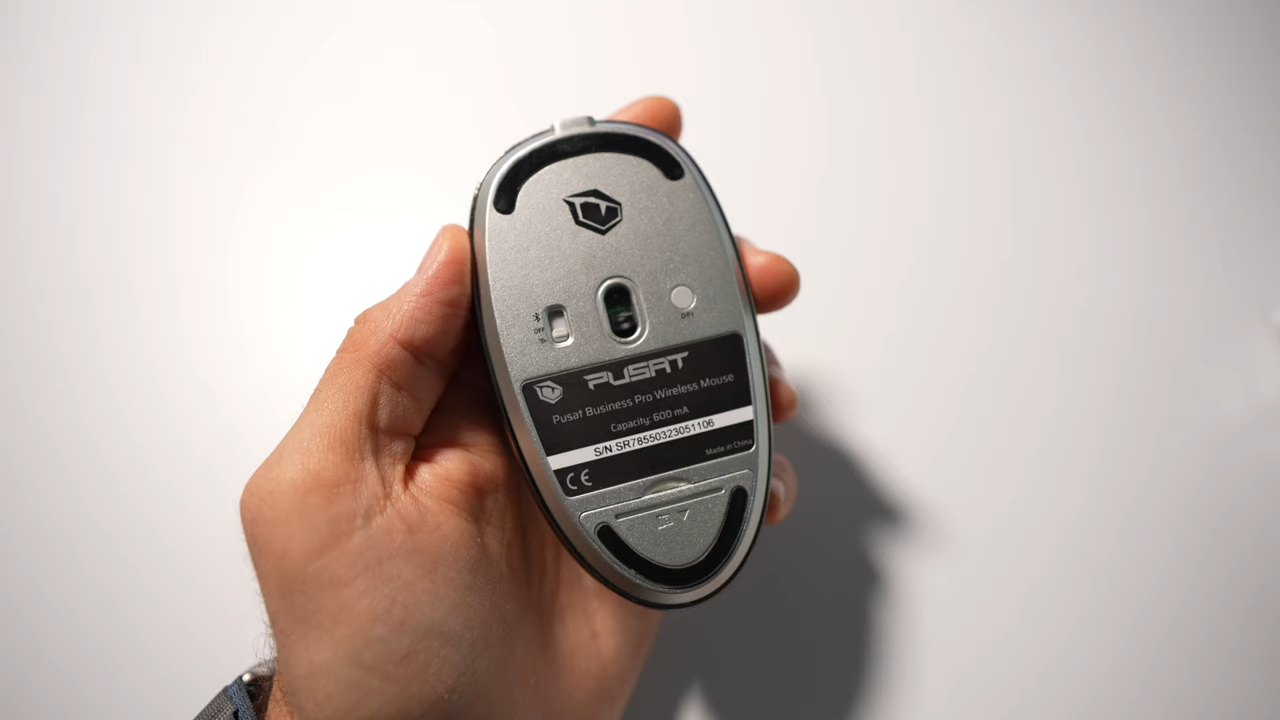 OFF
DPI
PUSAT
Pusat Business Pro Wireless Mouse
Capacity: 600 mA
S/N.SR78550323051106
Made in China
CE